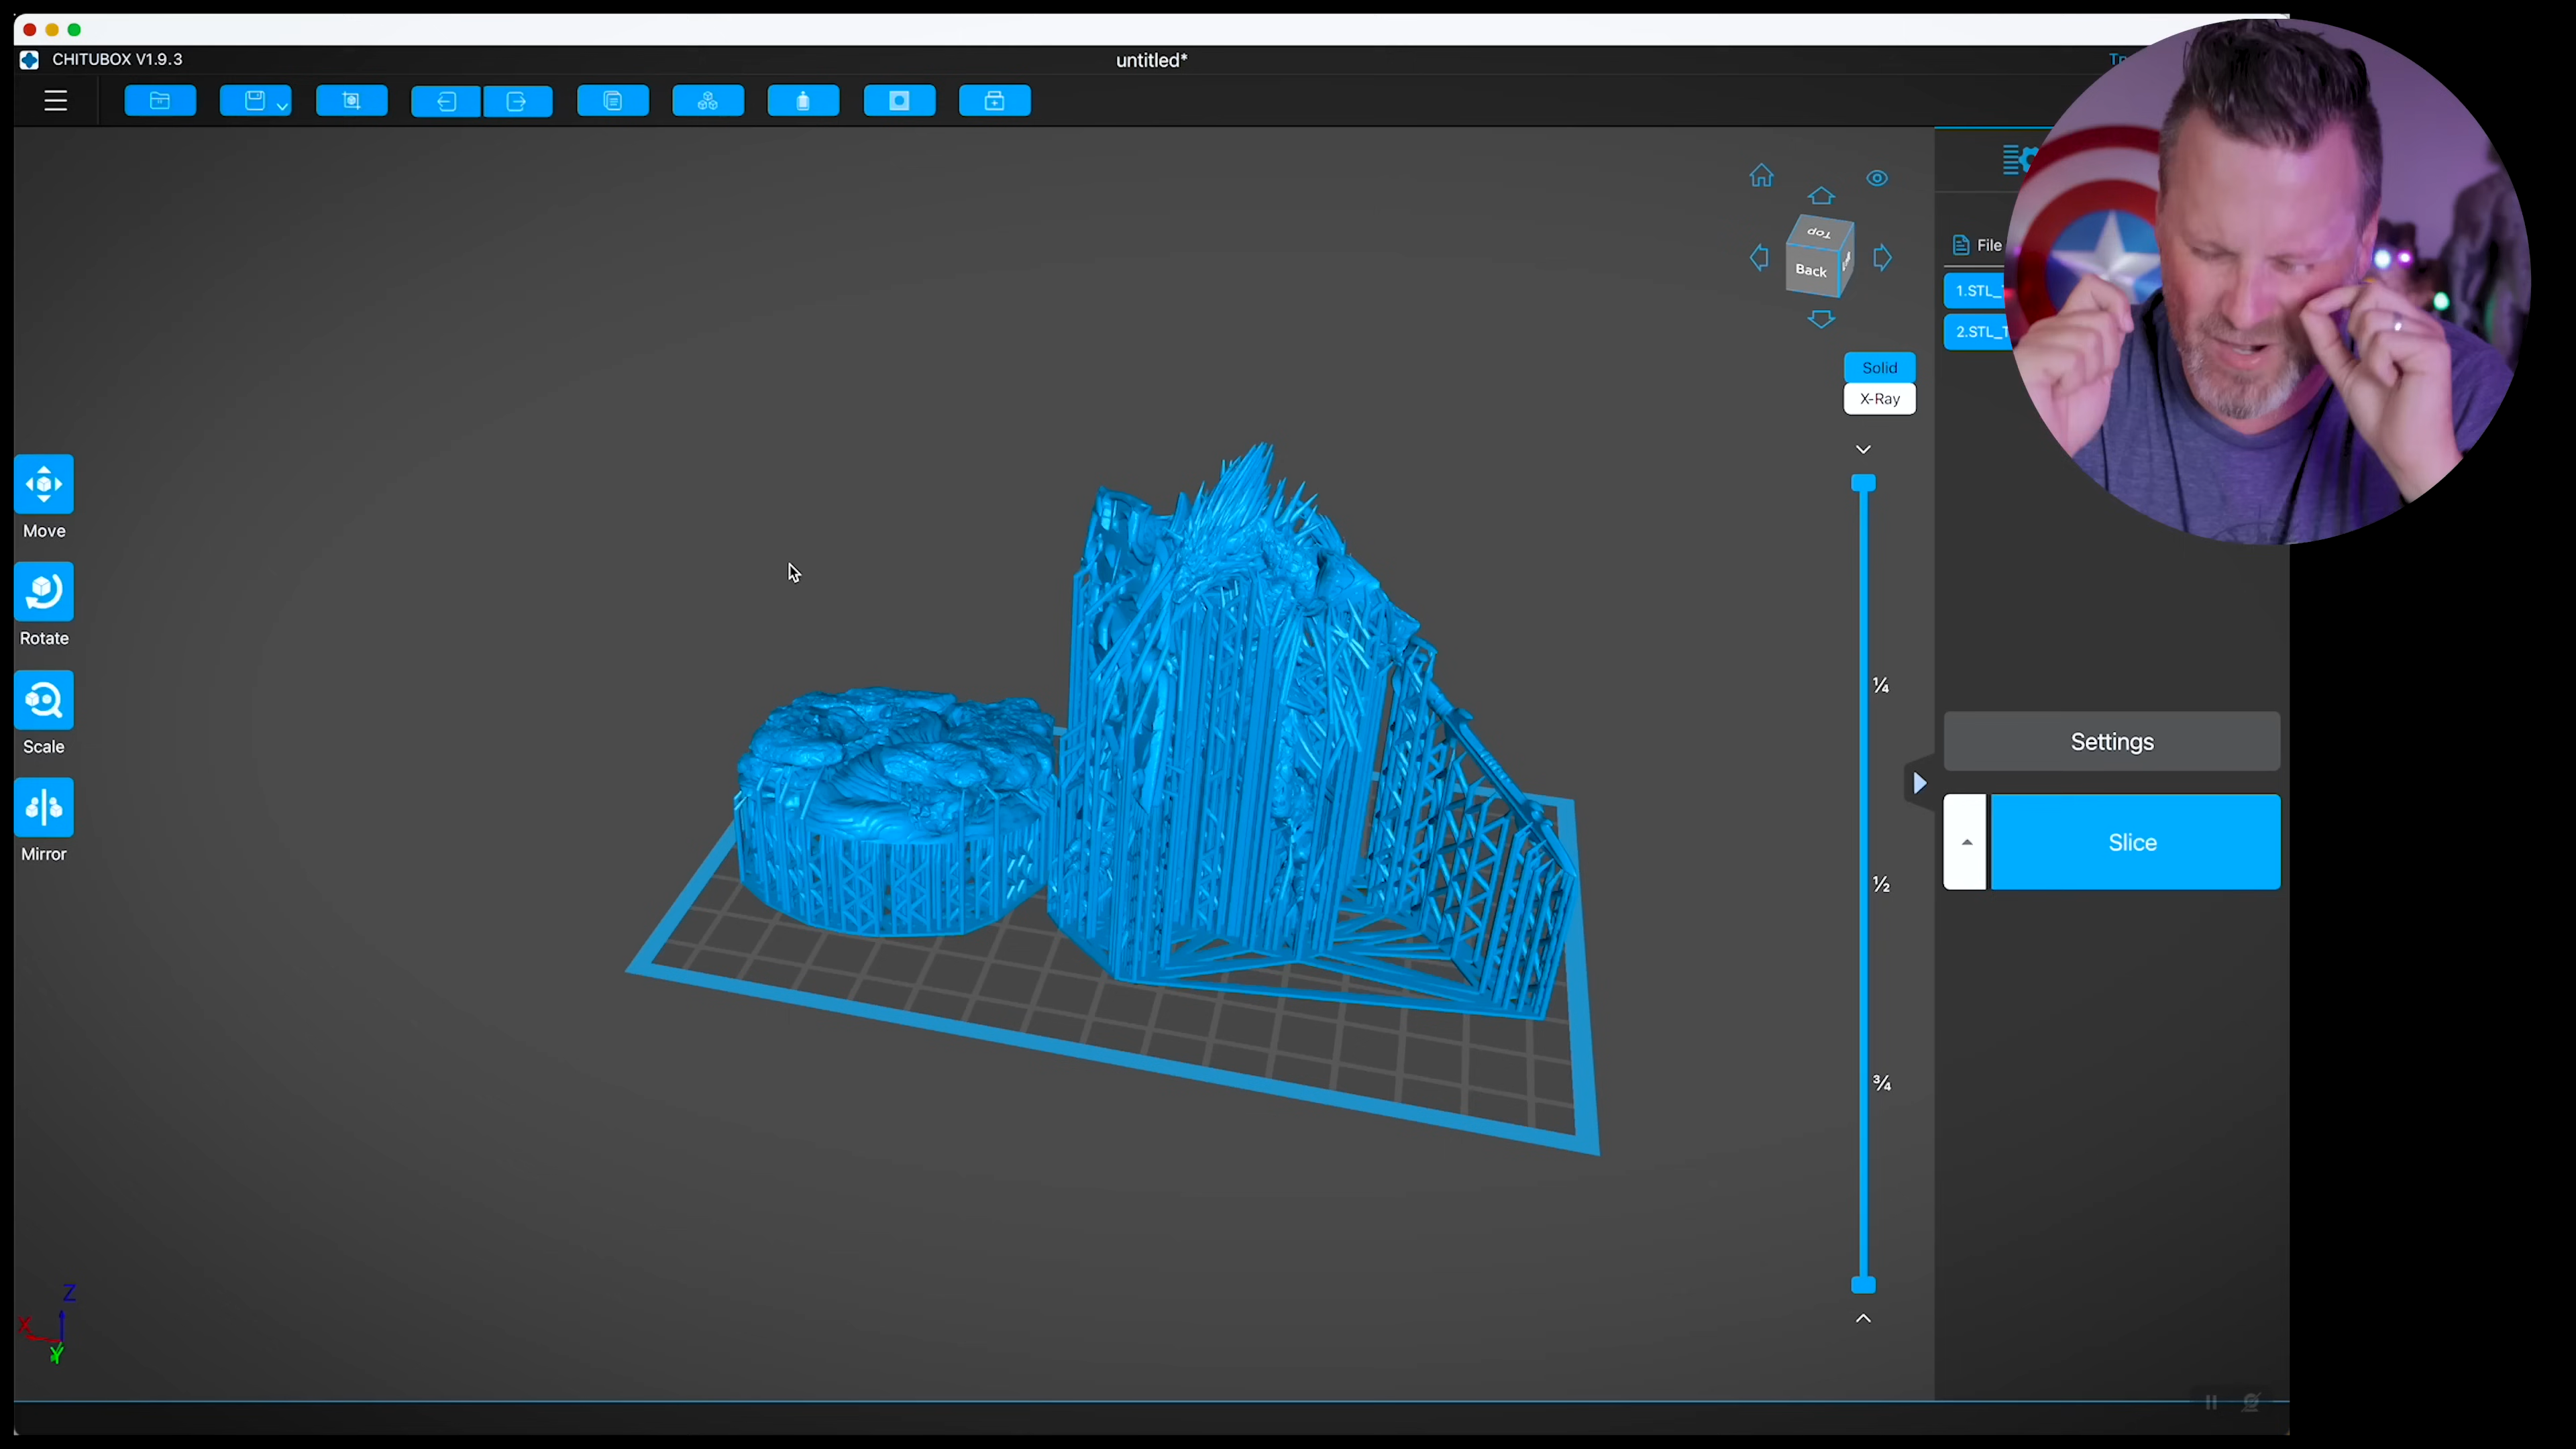 CHITUBOX V1.9.3
untitled*
Top
Back
File
1.STL_
2.STL_T
Solid
X-Ray
Move
Rotate
Scale
Mirror
¼
½
¾
Settings
Slice
Z
X
Y